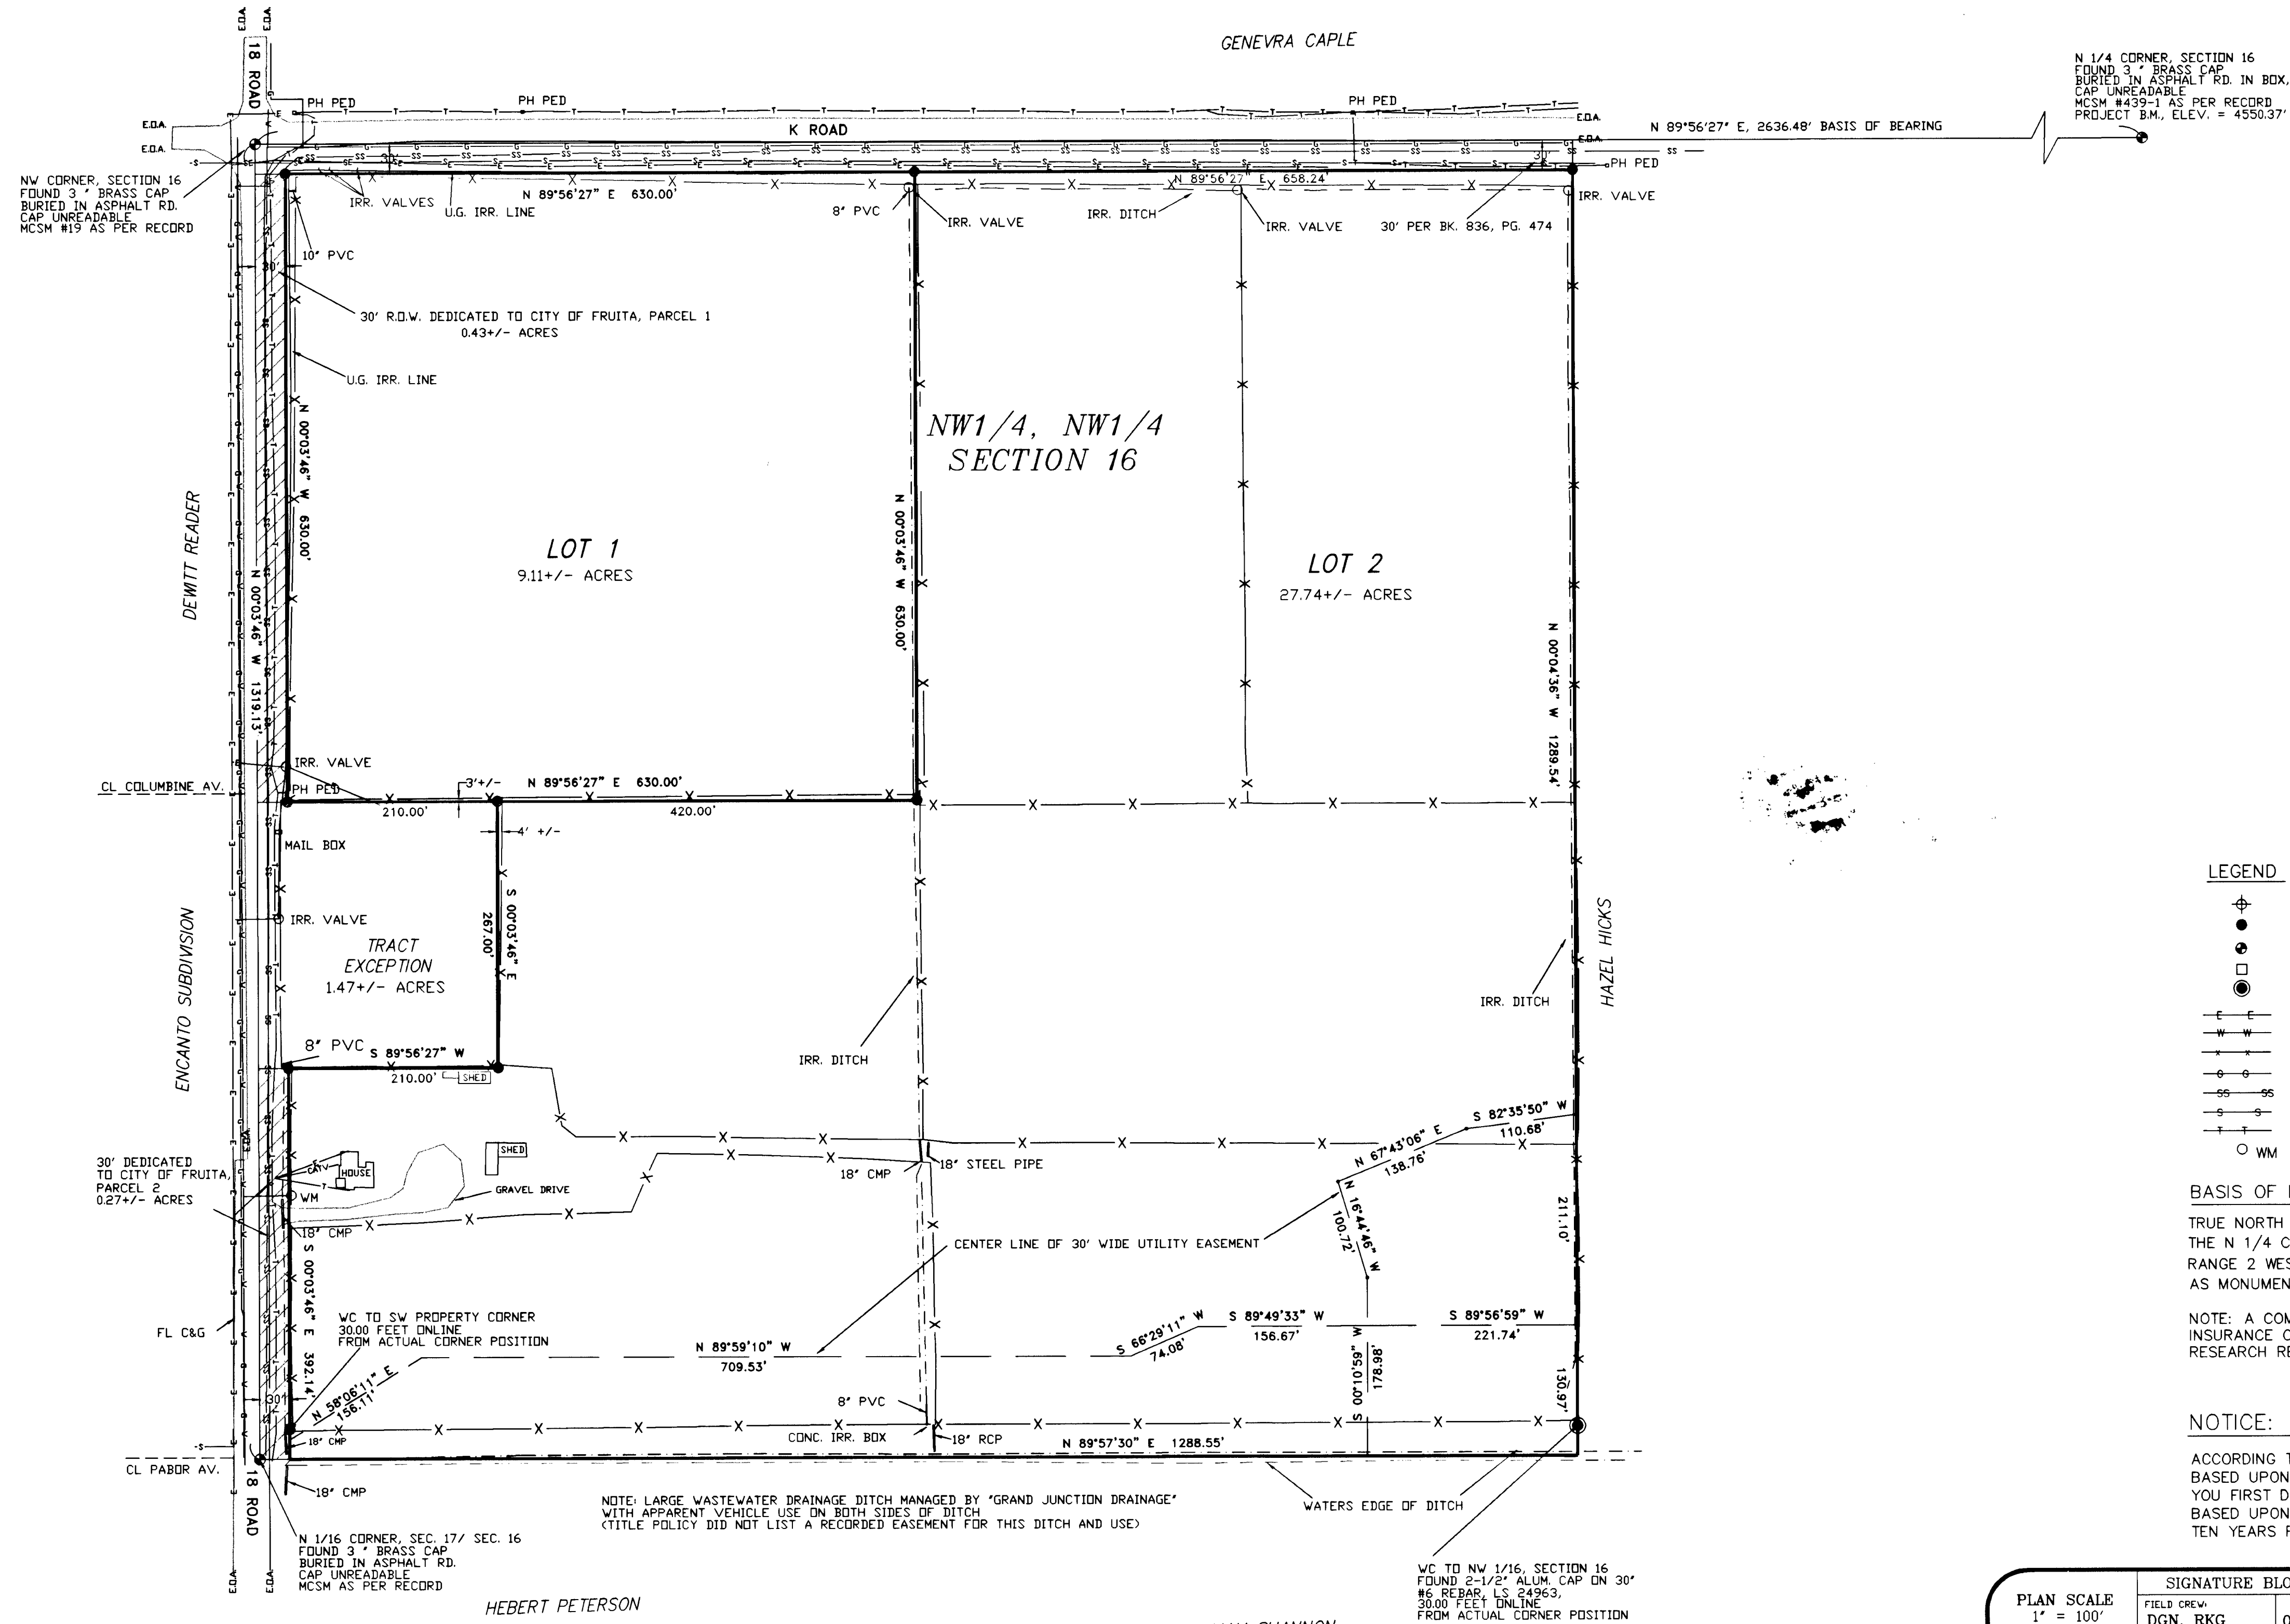 GENEVRA CAPLE
N 1/4 CORNER, SECTION 16
FOUND 3 " BRASS CAP
BURIED IN ASPHALT RD. IN BOX,
CAP UNREADABLE
MCSM #439-1 AS PER RECORD
PROJECT B.M., ELEV. = 4550.37'
18 ROAD
PH PED
PH PED
PH PED
E.O.A.
E.O.A.
K ROAD
E.O.A.
E.O.A.
N 89°56'27" E, 2636.48' BASIS OF BEARING
PH PED
NW CORNER, SECTION 16
FOUND 3 " BRASS CAP
BURIED IN ASPHALT RD.
CAP UNREADABLE
MCSM #19 AS PER RECORD
IRR. VALVES
U.G. IRR. LINE
N 89°56'27" E 630.00'
8" PVC
IRR. VALVE
IRR. DITCH
N 89°56'27" E 658.24'
IRR. VALVE
30' PER BK. 836, PG. 474
IRR. VALVE
10" PVC
30'
30' R.O.W. DEDICATED TO CITY OF FRUITA, PARCEL 1
0.43+/- ACRES
U.G. IRR. LINE
N 00°03'46" W 630.00'
NW1/4, NW1/4
SECTION 16
DEWITT READER
N 00°03'46" W 1319.13'
LOT 1
9.11+/- ACRES
N 00°03'46" W 630.00'
LOT 2
27.74+/- ACRES
N 00°04'36" W 1289.54'
IRR. VALVE
CL COLUMBINE AV.
PH PED
3'+/-
N 89°56'27" E 630.00'
210.00'
420.00'
4' +/-
MAIL BOX
IRR. VALVE
TRACT
EXCEPTION
1.47+/- ACRES
S 00°03'46" E
267.00'
ENCANTO SUBDIVISION
HAZEL HICKS
IRR. DITCH
IRR. DITCH
8" PVC
S 89°56'27" W
210.00'
SHED
LEGEND
E E
W W
x x
G G
SS SS
S S
T T
WM
S 82°35'50" W
110.68'
N 67°43'06" E
138.76'
N 16°44'46" W
100.72'
211.10'
30' DEDICATED
TO CITY OF FRUITA,
PARCEL 2
0.27+/- ACRES
CATV
HOUSE
SHED
GRAVEL DRIVE
WM
18" CMP
18" CMP
18" STEEL PIPE
CENTER LINE OF 30' WIDE UTILITY EASEMENT
S 00°03'46" E 392.14'
WC TO SW PROPERTY CORNER
30.00 FEET ONLINE
FROM ACTUAL CORNER POSITION
FL C&G
N 89°59'10" W
709.53'
S 66°29'11" W
74.08'
S 89°49'33" W
156.67'
S 89°56'59" W
221.74'
S 00°10'59" W
178.98'
130.97'
N 58°06'11" E
156.11'
30'
8" PVC
CONC. IRR. BOX
18" RCP
N 89°57'30" E 1288.55'
18" CMP
CL PABOR AV.
18" CMP
18 ROAD
NOTE: LARGE WASTEWATER DRAINAGE DITCH MANAGED BY "GRAND JUNCTION DRAINAGE"
WITH APPARENT VEHICLE USE ON BOTH SIDES OF DITCH
(TITLE POLICY DID NOT LIST A RECORDED EASEMENT FOR THIS DITCH AND USE)
WATERS EDGE OF DITCH
N 1/16 CORNER, SEC. 17/ SEC. 16
FOUND 3 " BRASS CAP
BURIED IN ASPHALT RD.
CAP UNREADABLE
MCSM AS PER RECORD
E.O.A.
E.O.A.
HEBERT PETERSON
WC TO NW 1/16, SECTION 16
FOUND 2-1/2" ALUM. CAP ON 30"
#6 REBAR, LS 24963,
30.00 FEET ONLINE
FROM ACTUAL CORNER POSITION
BASIS OF
TRUE NORTH
THE N 1/4
RANGE 2
AS
NOTE: A
INSURANCE
RESEARCH
NOTICE:
ACCORDING
BASED UPON
YOU FIRST
BASED UPON
TEN YEARS
PLAN SCALE
1" = 100'
SIGNATURE
FIELD CREW:
DGN, RKG